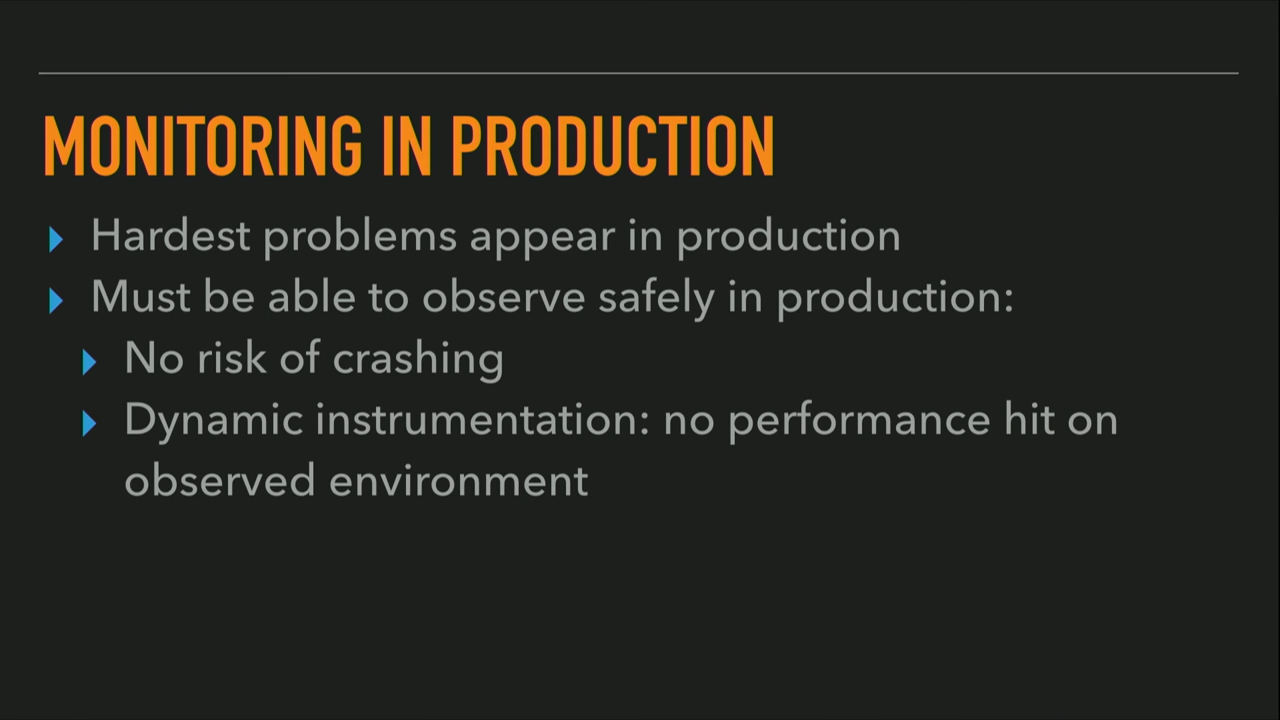 MONITORING IN PRODUCTION
Hardest problems appear in production
Must be able to observe safely in production:
No risk of crashing
Dynamic instrumentation: no performance hit on
observed environment